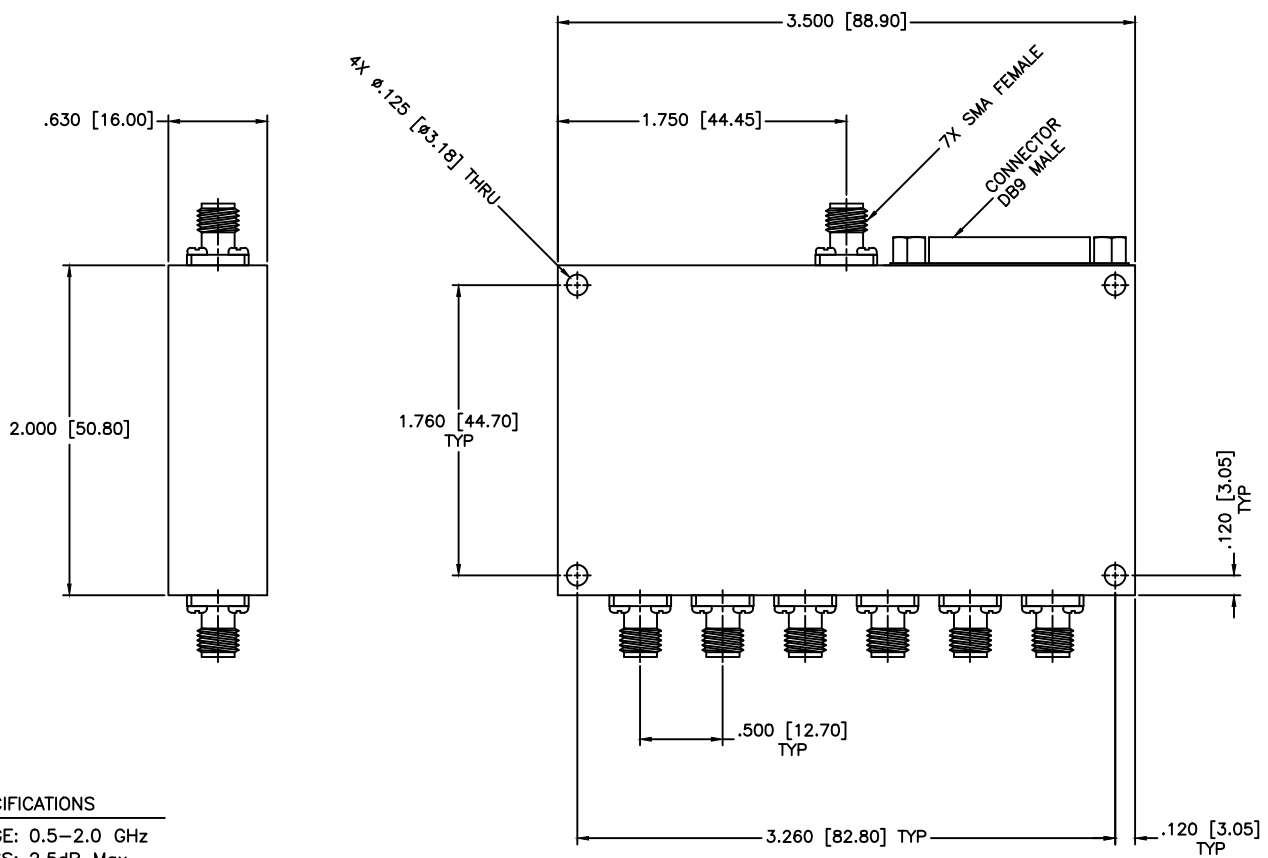 3.500 [88.90]
4X ø.125 [ø3.18] THRU
7X SMA FEMALE
.630 [16.00]
1.750 [44.45]
CONNECTOR
DB9 MALE
2.000 [50.80]
1.760 [44.70]
TYP
.120 [3.05]
TYP
.500 [12.70]
TYP
CIFICATIONS
GE: 0.5-2.0 GHz
3.260 [82.80] TYP
.120 [3.05]
TYP